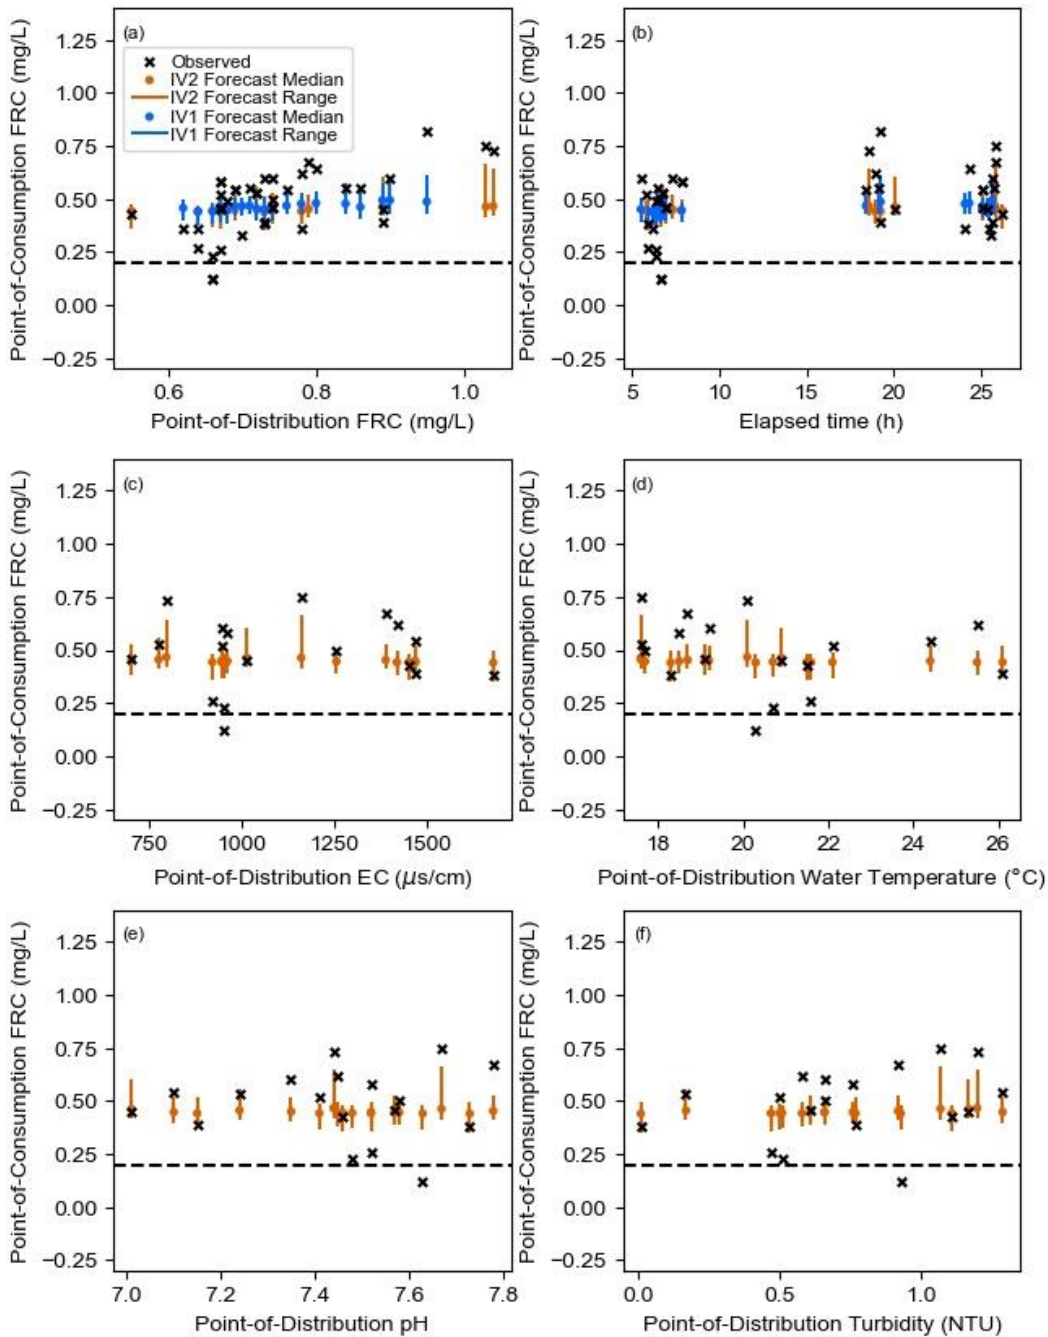 (a)
Observed
IV2 Forecast Median
IV2 Forecast Range
IV1 Forecast Median
IV1 Forecast Range
1.25
1.00
0.75
0.50
0.25
0.00
−0.25
Point-of-Consumption FRC (mg/L)
0.6 0.8 1.0
Point-of-Distribution FRC (mg/L)
(b)
1.25
1.00
0.75
0.50
0.25
0.00
−0.25
Point-of-Consumption FRC (mg/L)
5 10 15 20 25
Elapsed time (h)
(c)
1.25
1.00
0.75
0.50
0.25
0.00
−0.25
Point-of-Consumption FRC (mg/L)
750 1000 1250 1500
Point-of-Distribution EC (μs/cm)
(d)
1.25
1.00
0.75
0.50
0.25
0.00
−0.25
Point-of-Consumption FRC (mg/L)
18 20 22 24 26
Point-of-Distribution Water Temperature (°C)
(e)
1.25
1.00
0.75
0.50
0.25
0.00
−0.25
Point-of-Consumption FRC (mg/L)
7.0 7.2 7.4 7.6 7.8
Point-of-Distribution pH
(f)
1.25
1.00
0.75
0.50
0.25
0.00
−0.25
Point-of-Consumption FRC (mg/L)
0.0 0.5 1.0
Point-of-Distribution Turbidity (NTU)